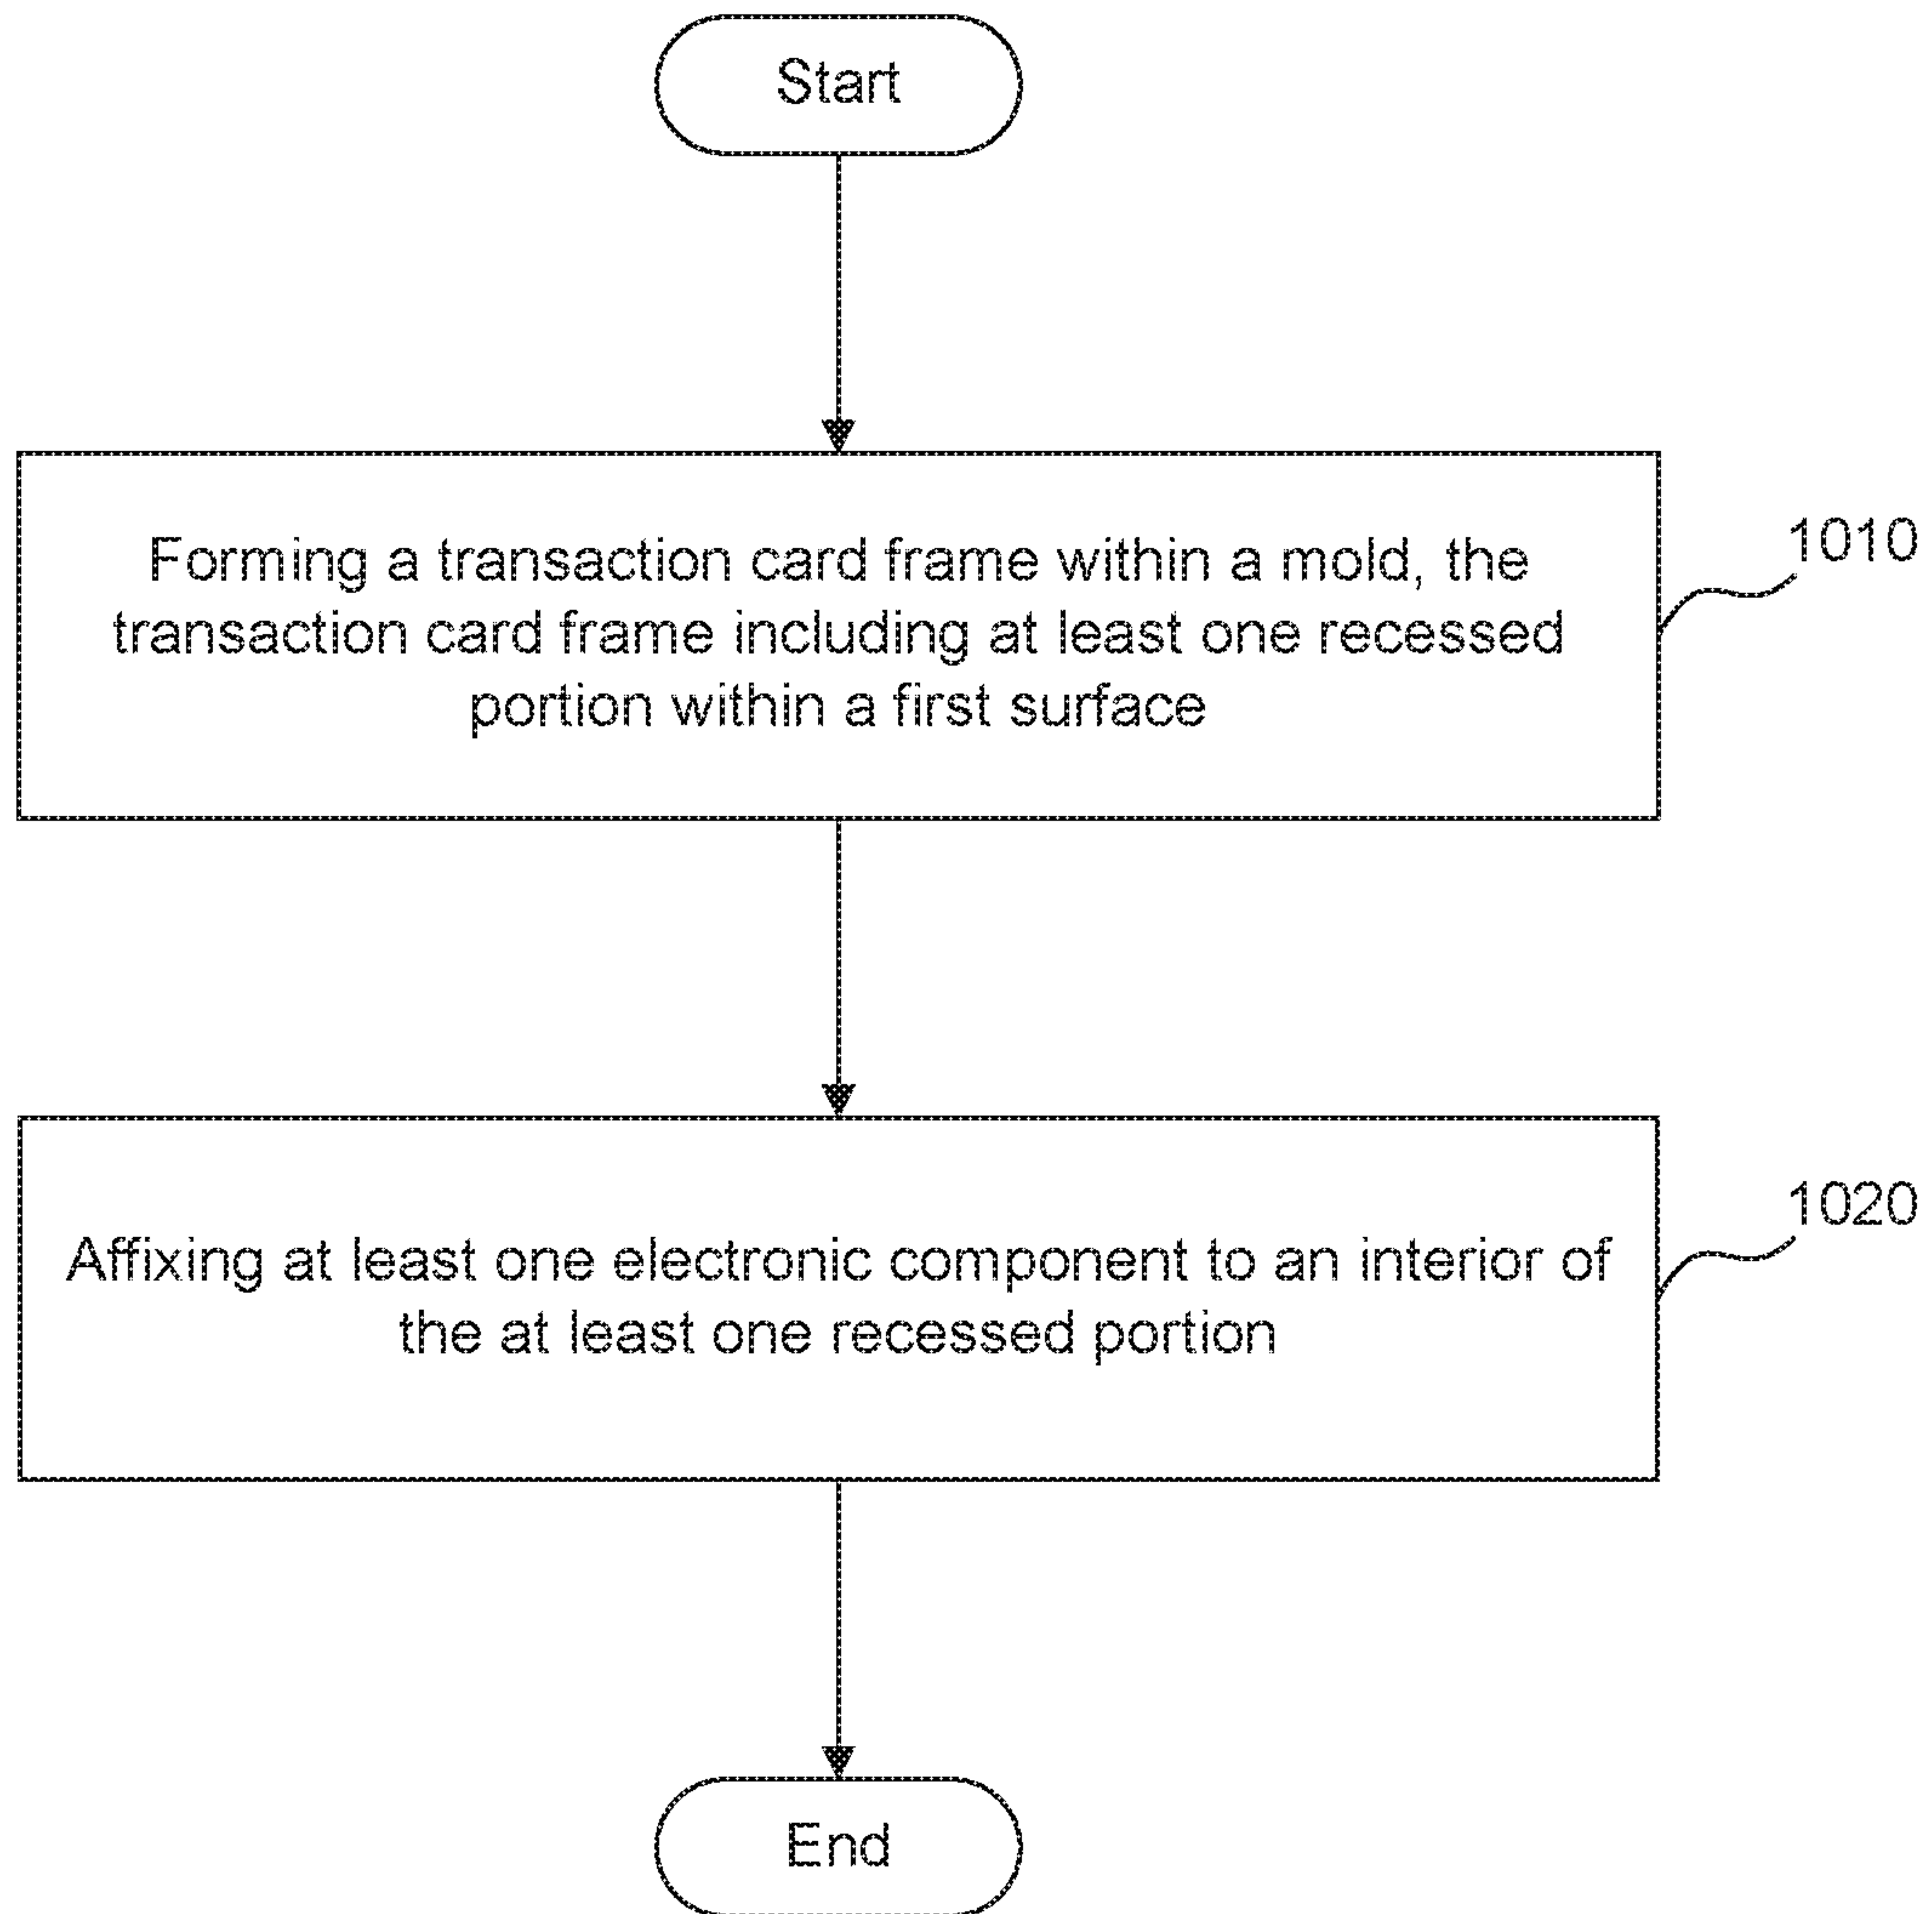 Start
Forming a transaction card frame within a mold, the
transaction card frame including at least one recessed
portion within a first surface
1010
Affixing at least one electronic component to an interior of
the at least one recessed portion
1020
End